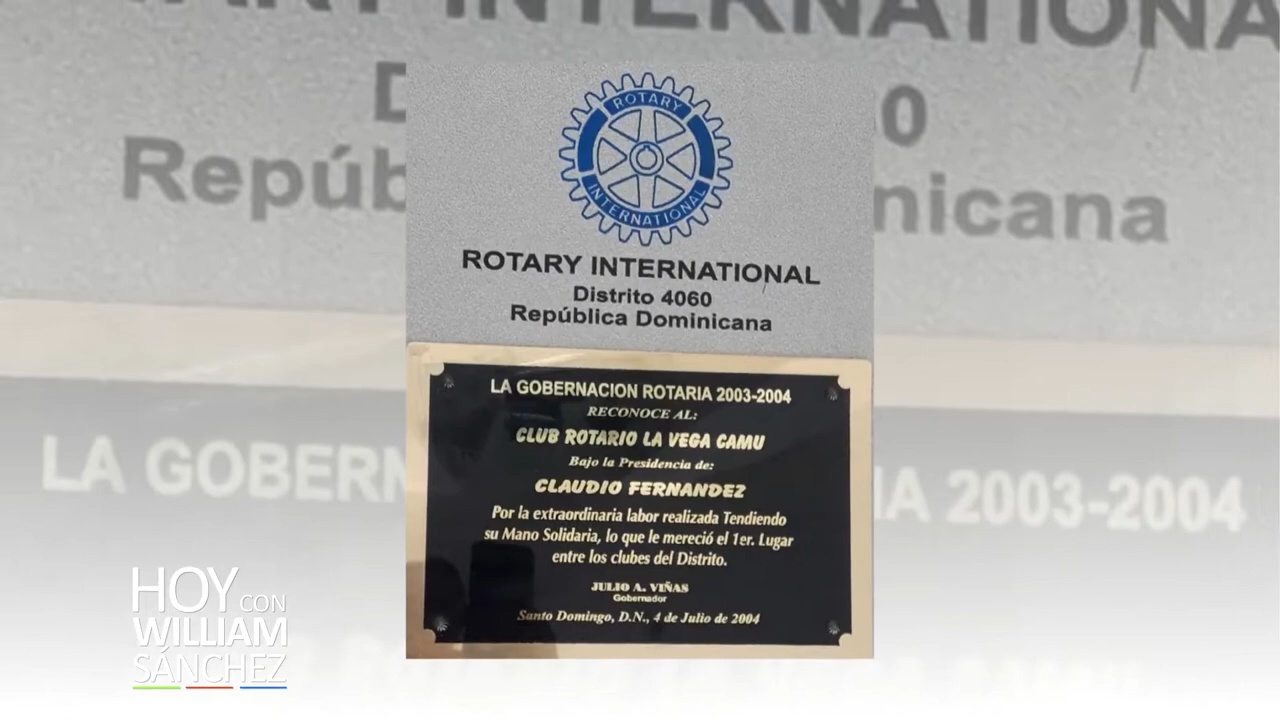 ROTARY
INTERNATIONAL
ROTARY INTERNATIONAL
Distrito 4060
República Dominicana
LA GOBERNACION ROTARIA 2003-2004
RECONOCE AL:
CLUB ROTARIO LA VEGA CAMU
Bajo la Presidencia de:
CLAUDIO FERNANDEZ
Por la extraordinaria labor realizada Tendiendo
su Mano Solidaria, lo que le mereció el 1er. Lugar
entre los clubes del Distrito.
JULIO A. VIÑAS
Gobernador
Santo Domingo, D.N., 4 de Julio de 2004
HOY CON
WILLIAM
SÁNCHEZ